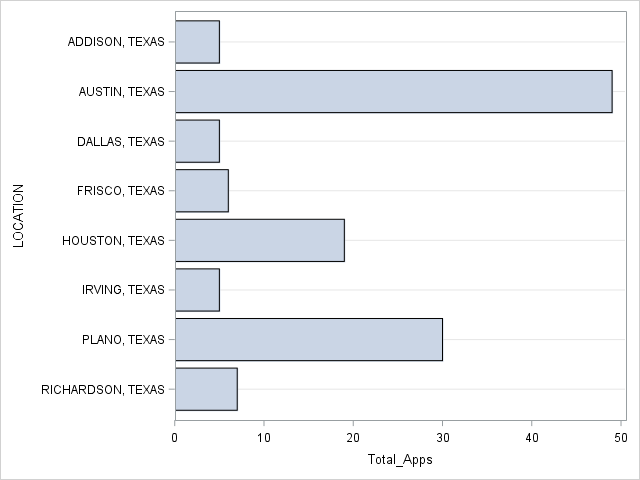 ADDISON, TEXAS
AUSTIN, TEXAS
DALLAS, TEXAS
FRISCO, TEXAS
HOUSTON, TEXAS
IRVING, TEXAS
PLANO, TEXAS
RICHARDSON, TEXAS
LOCATION
0 10 20 30 40 50
Total_Apps